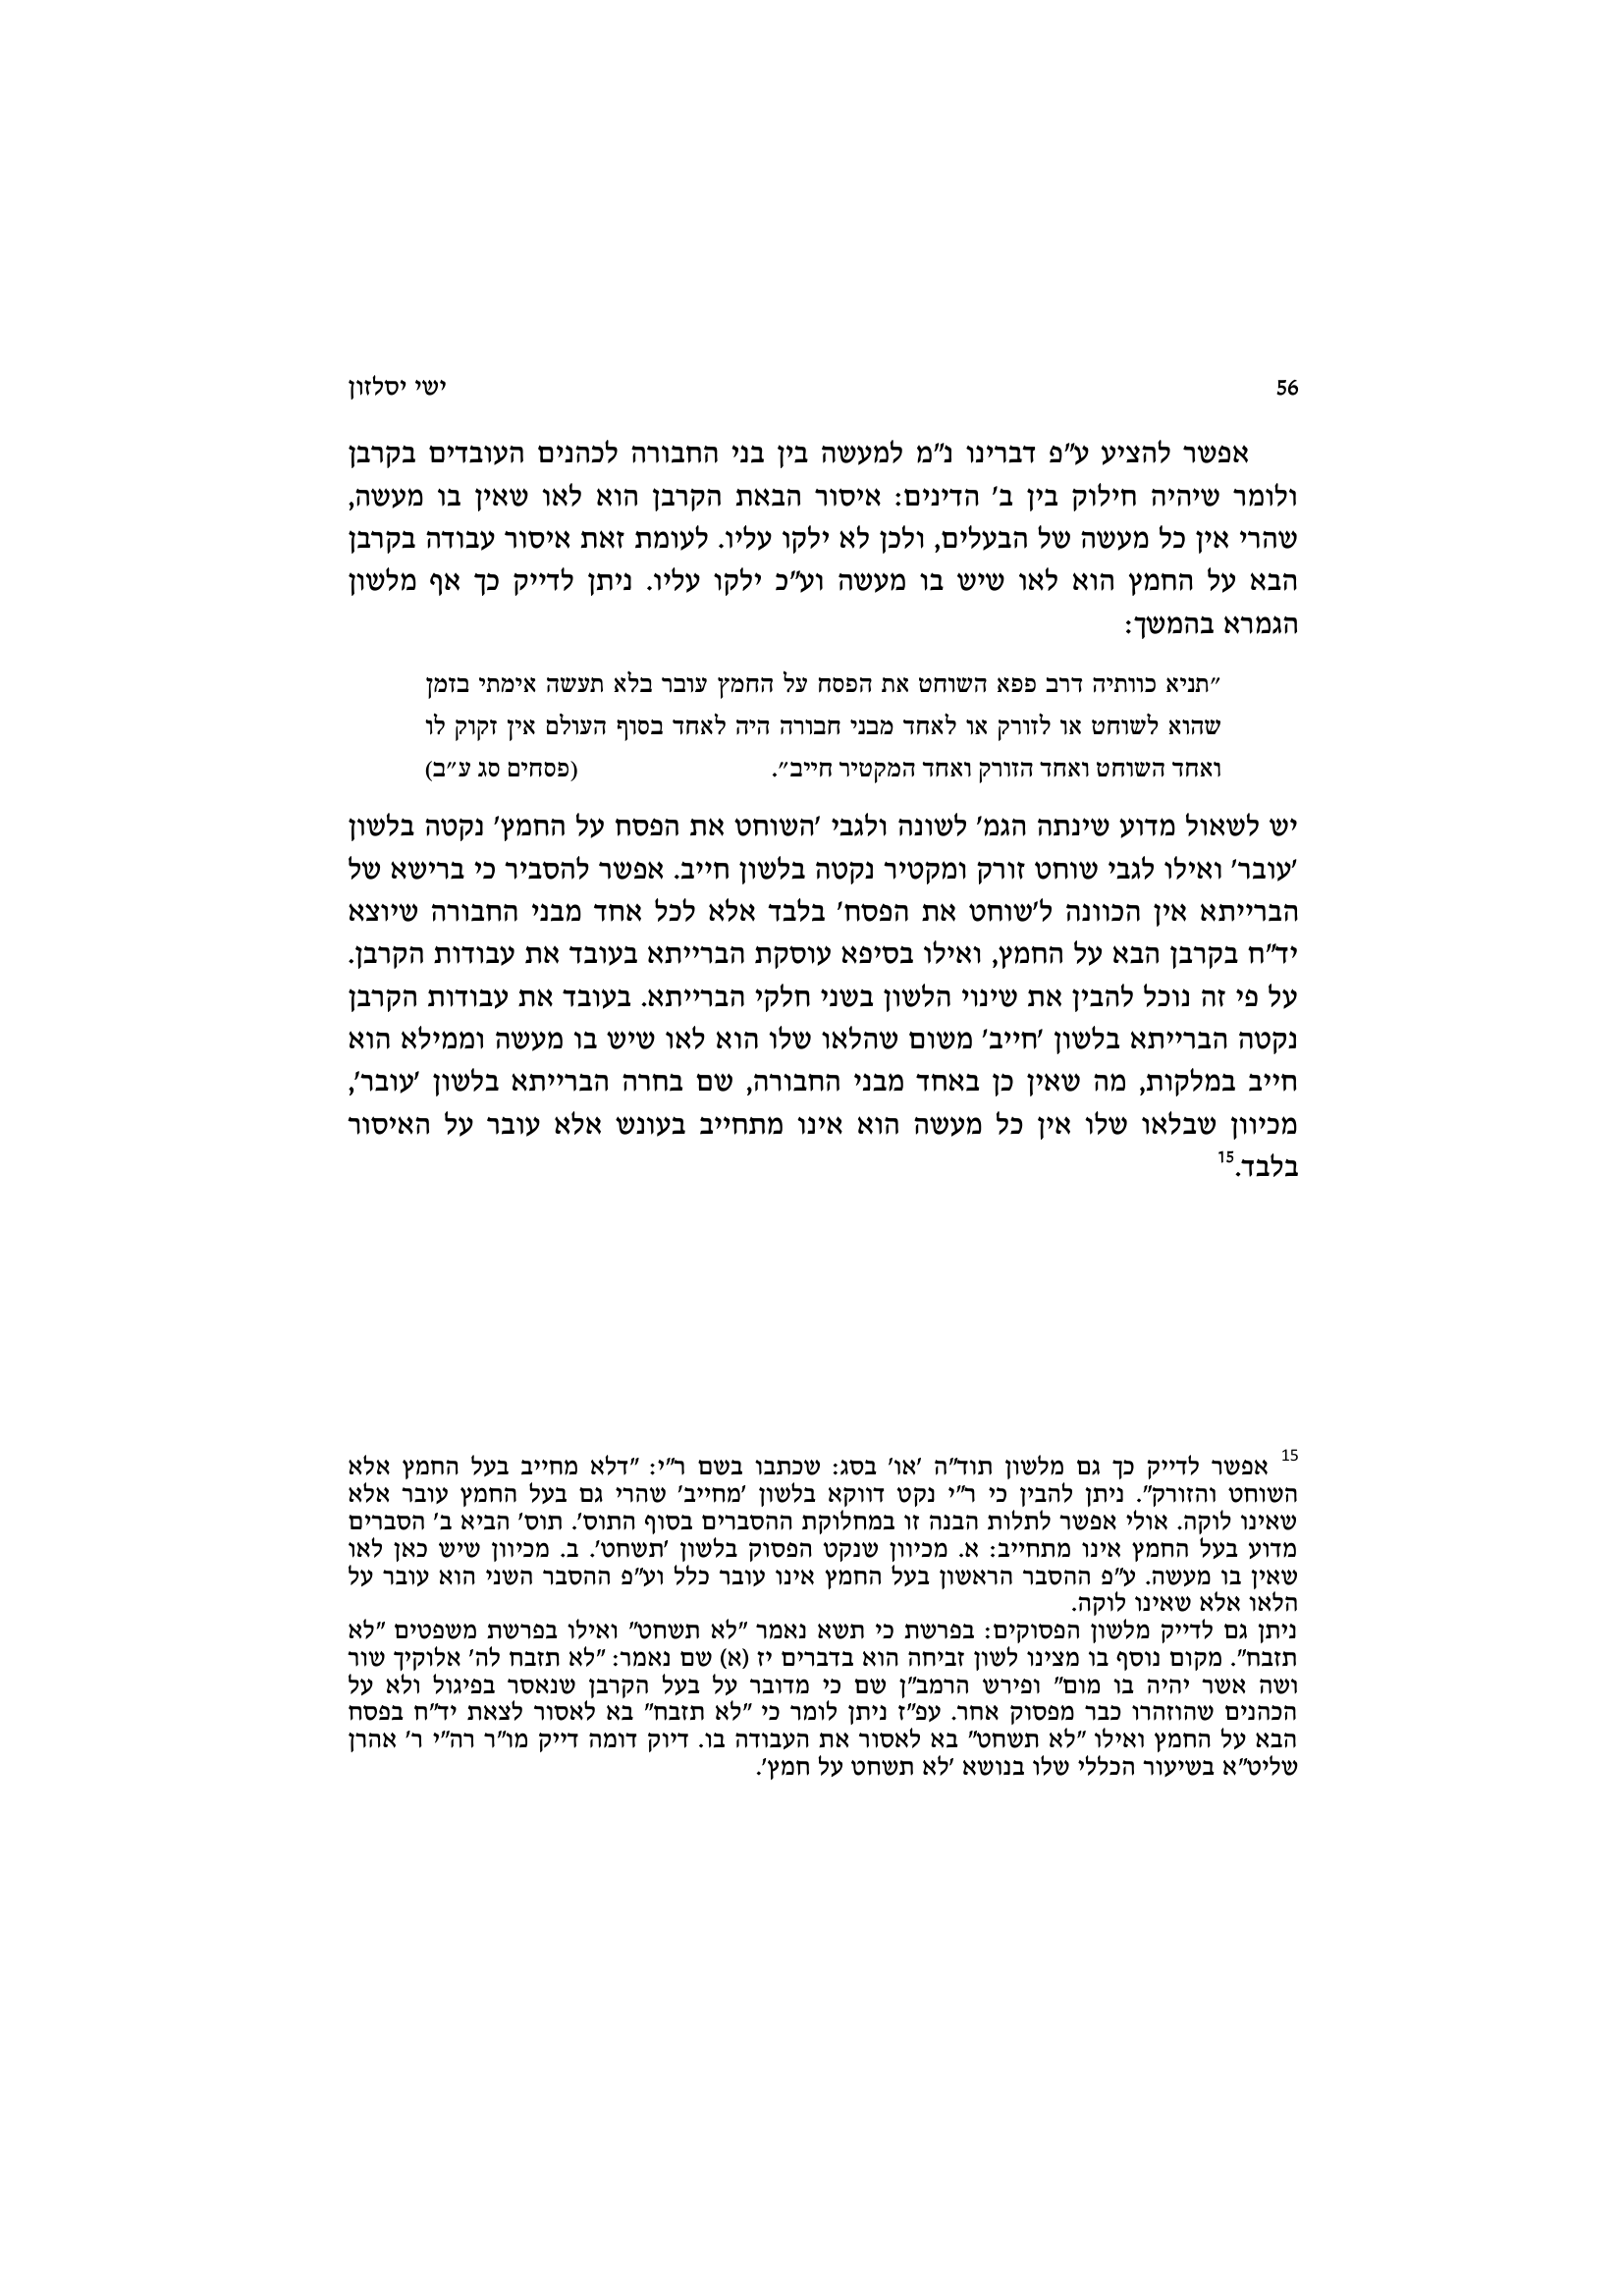 56 ישי יסלזון
אפשר להציע ע"פ דברינו נ"מ למעשה בין בני החבורה לכהנים העובדים בקרבן
ולומר שיהיה חילוק בין ב' הדינים: איסור הבאת הקרבן הוא לאו שאין בו מעשה,
שהרי אין כל מעשה של הבעלים, ולכן לא ילקו עליו. לעומת זאת איסור עבודה בקרבן
הבא על החמץ הוא לאו שיש בו מעשה וע"כ ילקו עליו. ניתן לדייק כך אף מלשון
הגמרא בהמשך:
"תניא כוותיה דרב פפא השוחט את הפסח על החמץ עובר בלא תעשה אימתי בזמן
שהוא לשוחט או לזורק או לאחד מבני חבורה היה לאחד בסוף העולם אין זקוק לו
ואחד השוחט ואחד הזורק ואחד המקטיר חייב". (פסחים סג ע"ב)
יש לשאול מדוע שינתה הגמ' לשונה ולגבי 'השוחט את הפסח על החמץ' נקטה בלשון
'עובר' ואילו לגבי שוחט זורק ומקטיר נקטה בלשון חייב. אפשר להסביר כי ברישא של
הברייתא אין הכוונה ל'שוחט את הפסח' בלבד אלא לכל אחד מבני החבורה שיוצא
יד"ח בקרבן הבא על החמץ, ואילו בסיפא עוסקת הברייתא בעובד את עבודות הקרבן.
על פי זה נוכל להבין את שינוי הלשון בשני חלקי הברייתא. בעובד את עבודות הקרבן
נקטה הברייתא בלשון 'חייב' משום שהלאו שלו הוא לאו שיש בו מעשה וממילא הוא
חייב במלקות, מה שאין כן באחד מבני החבורה, שם בחרה הברייתא בלשון 'עובר',
מכיוון שבלאו שלו אין כל מעשה הוא אינו מתחייב בעונש אלא עובר על האיסור
בלבד.15
15 אפשר לדייק כך גם מלשון תוד"ה 'או' בסג: שכתבו בשם ר"י: "דלא מחייב בעל החמץ אלא
השוחט והזורק". ניתן להבין כי ר"י נקט דווקא בלשון 'מחייב' שהרי גם בעל החמץ עובר אלא
שאינו לוקה. אולי אפשר לתלות הבנה זו במחלוקת ההסברים בסוף התוס'. תוס' הביא ב' הסברים
מדוע בעל החמץ אינו מתחייב: א. מכיוון שנקט הפסוק בלשון 'תשחט'. ב. מכיוון שיש כאן לאו
שאין בו מעשה. ע"פ ההסבר הראשון בעל החמץ אינו עובר כלל וע"פ ההסבר השני הוא עובר על
הלאו אלא שאינו לוקה.
ניתן גם לדייק מלשון הפסוקים: בפרשת כי תשא נאמר "לא תשחט" ואילו בפרשת משפטים "לא
תזבח". מקום נוסף בו מצינו לשון זביחה הוא בדברים יז (א) שם נאמר: "לא תזבח לה' אלוקיך שור
ושה אשר יהיה בו מום" ופירש הרמב"ן שם כי מדובר על בעל הקרבן שנאסר בפיגול ולא על
הכהנים שהוזהרו כבר מפסוק אחר. עפ"ז ניתן לומר כי "לא תזבח" בא לאסור לצאת יד"ח בפסח
הבא על החמץ ואילו "לא תשחט" בא לאסור את העבודה בו. דיוק דומה דייק מו"ר רה"י ר' אהרן
שליט"א בשיעור הכללי שלו בנושא 'לא תשחט על חמץ'.